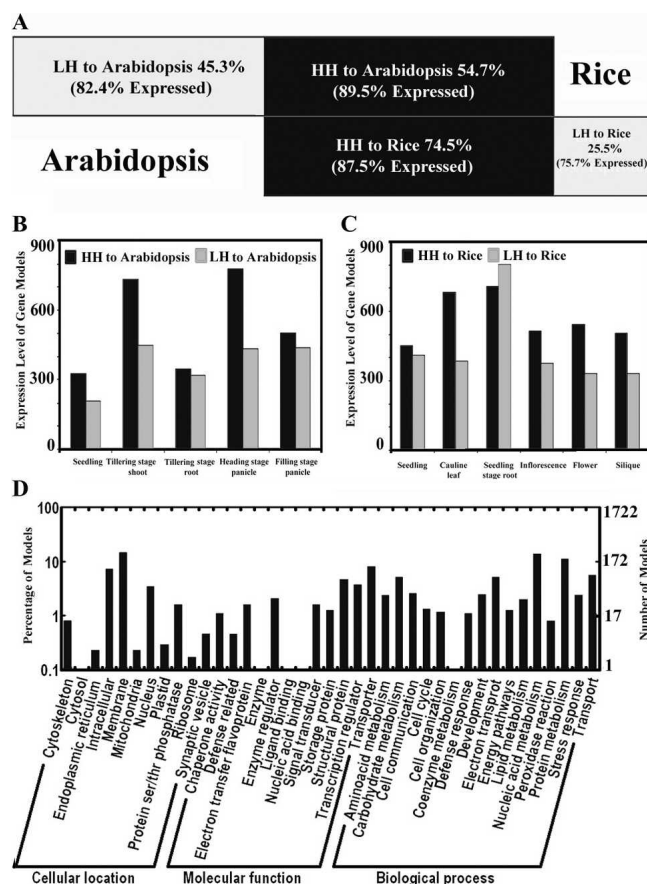 A
LH to Arabidopsis 45.3%
(82.4% Expressed)
HH to Arabidopsis 54.7%
(89.5% Expressed)
Rice
Arabidopsis
HH to Rice 74.5%
(87.5% Expressed)
LH to Rice
25.5%
(75.7% Expressed)
B
900
600
300
0
Expression Level of Gene Models
HH to Arabidopsis
LH to Arabidopsis
Seedling
Tillering stage
shoot
Tillering stage
root
Heading stage
panicle
Filling stage
panicle
C
900
600
300
0
Expression Level of Gene Models
HH to Rice
LH to Rice
Seedling
Cauline
leaf
Seedling
stage root
Inflorescence
Flower
Silique
D
100
10
1
0.1
Percentage of Models
1722
172
17
1
Number of Models
Cytoskeleton
Cytosol
Endoplasmic reticulum
Intracellular
Membrane
Mitochondria
Nucleus
Plastid
Protein ser/thr phosphatase
Ribosome
Synaptic vesicle
Chaperone activity
Defense related
Electron transfer flavoprotein
Enzyme
Enzyme regulator
Ligand binding
Nucleic acid binding
Signal transducer
Storage protein
Structural protein
Transcription regulator
Transporter
Aminoacid metabolism
Carbohydrate metabolism
Cell communication
Cell cycle
Cell organization
Coenzyme metabolism
Defense response
Development
Electron transprot
Energy pathways
Lipid metabolism
Nucleic acid metabolism
Peroxidase reaction
Protein metabolism
Stress response
Transport
Cellular location
Molecular function
Biological process